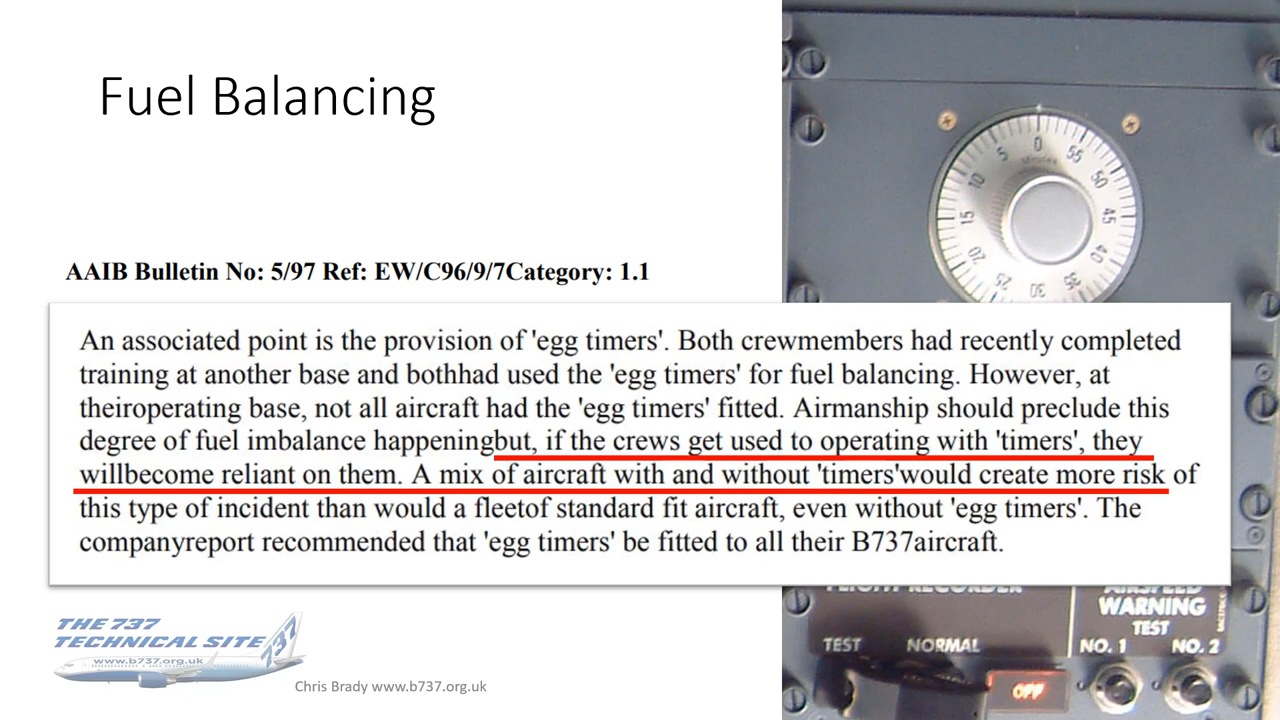 Fuel Balancing
AAIB Bulletin No: 5/97 Ref: EW/C96/9/7Category: 1.1
An associated point is the provision of 'egg timers'. Both crewmembers had recently completed
training at another base and bothhad used the 'egg timers' for fuel balancing. However, at
theiroperating base, not all aircraft had the 'egg timers' fitted. Airmanship should preclude this
degree of fuel imbalance happeningbut, if the crews get used to operating with 'timers', they
willbecome reliant on them. A mix of aircraft with and without 'timers'would create more risk of
this type of incident than would a fleetof standard fit aircraft, even without 'egg timers'. The
companyreport recommended that 'egg timers' be fitted to all their B737aircraft.
THE 737
TECHNICAL SITE
737
www.b737.org.uk
Chris Brady www.b737.org.uk
0
55
50
45
40
35
30
25
20
15
10
5
FLIGHT RECORDER
TEST NORMAL
OFF
AIRSPEED
WARNING
TEST
NO. 1 NO. 2